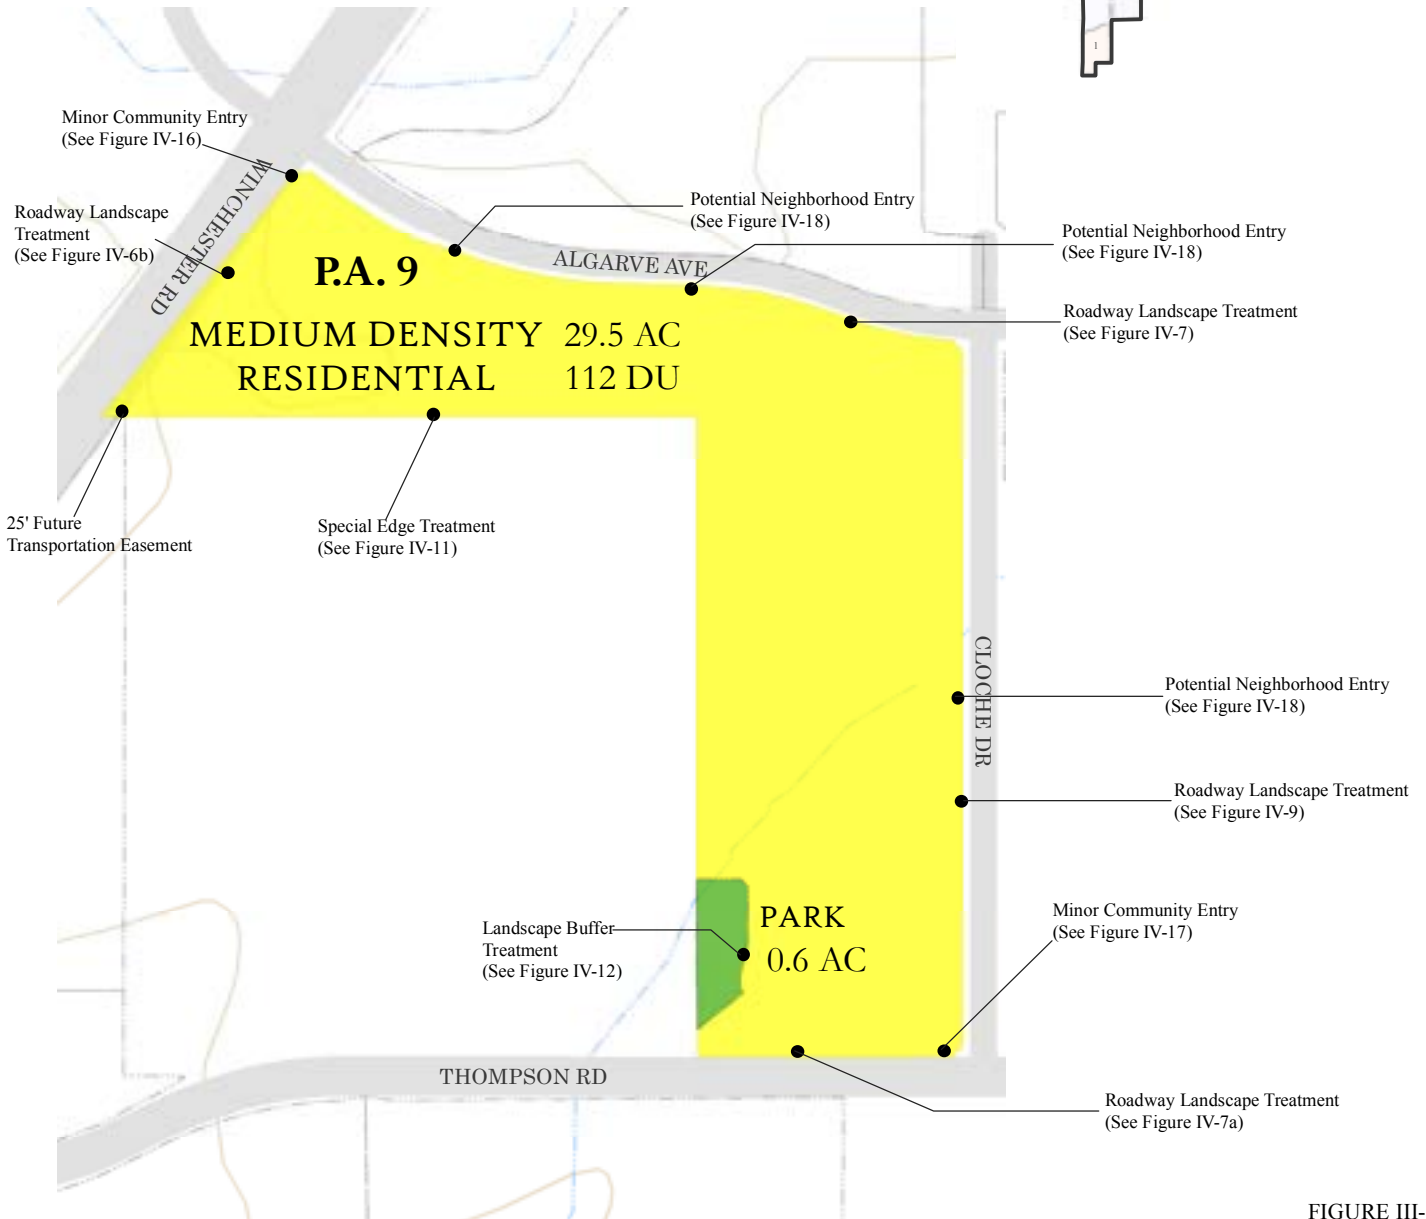 1
Minor Community Entry
(See Figure IV-16)
Roadway Landscape
Treatment
(See Figure IV-6b)
WINCHESTER RD
Potential Neighborhood Entry
(See Figure IV-18)
Potential Neighborhood Entry
(See Figure IV-18)
ALGARVE AVE
P.A. 9
MEDIUM DENSITY 29.5 AC
RESIDENTIAL 112 DU
Roadway Landscape Treatment
(See Figure IV-7)
25' Future
Transportation Easement
Special Edge Treatment
(See Figure IV-11)
CLOCHE DR
Potential Neighborhood Entry
(See Figure IV-18)
Roadway Landscape Treatment
(See Figure IV-9)
Landscape Buffer
Treatment
(See Figure IV-12)
PARK
0.6 AC
Minor Community Entry
(See Figure IV-17)
THOMPSON RD
Roadway Landscape Treatment
(See Figure IV-7a)
FIGURE III-